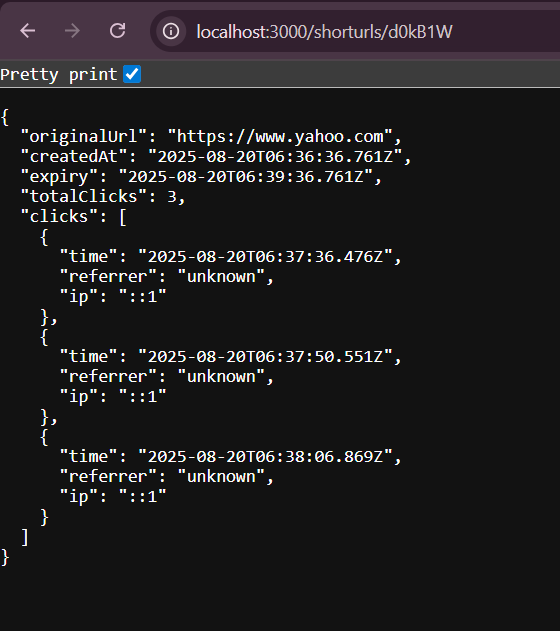 localhost:3000/shorturls/d0kB1W
Pretty print
{
  "originalUrl": "https://www.yahoo.com",
  "createdAt": "2025-08-20T06:36:36.761Z",
  "expiry": "2025-08-20T06:39:36.761Z",
  "totalClicks": 3,
  "clicks": [
    {
      "time": "2025-08-20T06:37:36.476Z",
      "referrer": "unknown",
      "ip": "::1"
    },
    {
      "time": "2025-08-20T06:37:50.551Z",
      "referrer": "unknown",
      "ip": "::1"
    },
    {
      "time": "2025-08-20T06:38:06.869Z",
      "referrer": "unknown",
      "ip": "::1"
    }
  ]
}